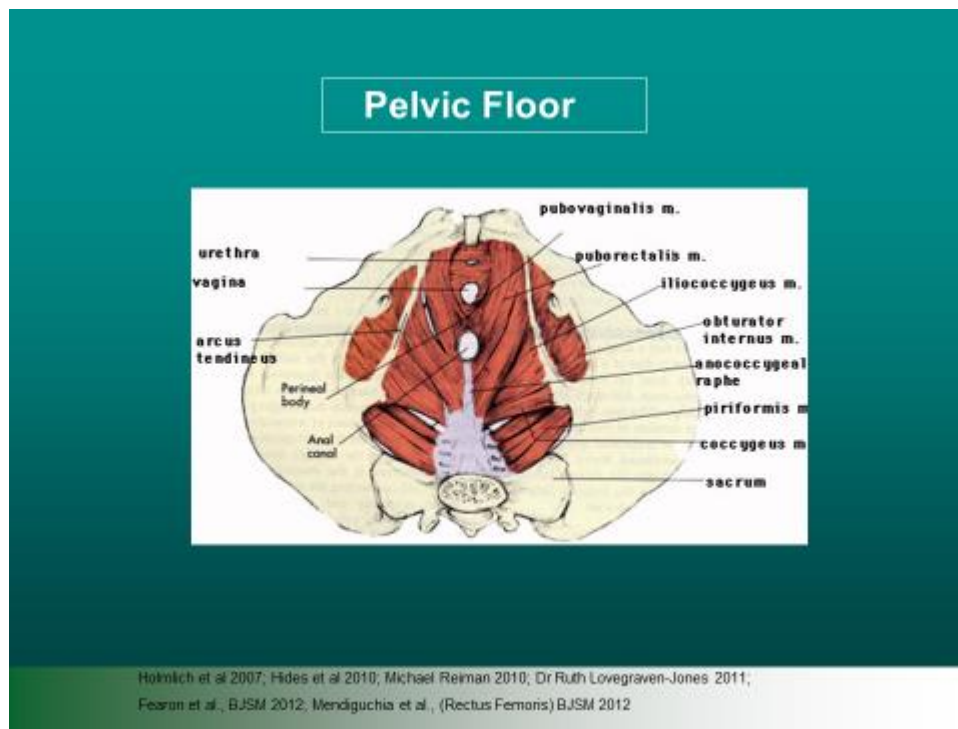 Pelvic Floor
pubovaginalis m.
urethra
puborectalis m.
vagina
iliococcygeus m.
obturator
internus m.
arcus
tendineus
anococcygeal
raphe
Perineal
body
piriformis m
Anal
canal
coccygeus m
sacrum
Holmlich et al 2007; Hides et al 2010; Michael Reiman 2010; Dr Ruth Lovegraven-Jones 2011;
Fearon et al., BJSM 2012; Mendiguchia et al., (Rectus Femoris) BJSM 2012